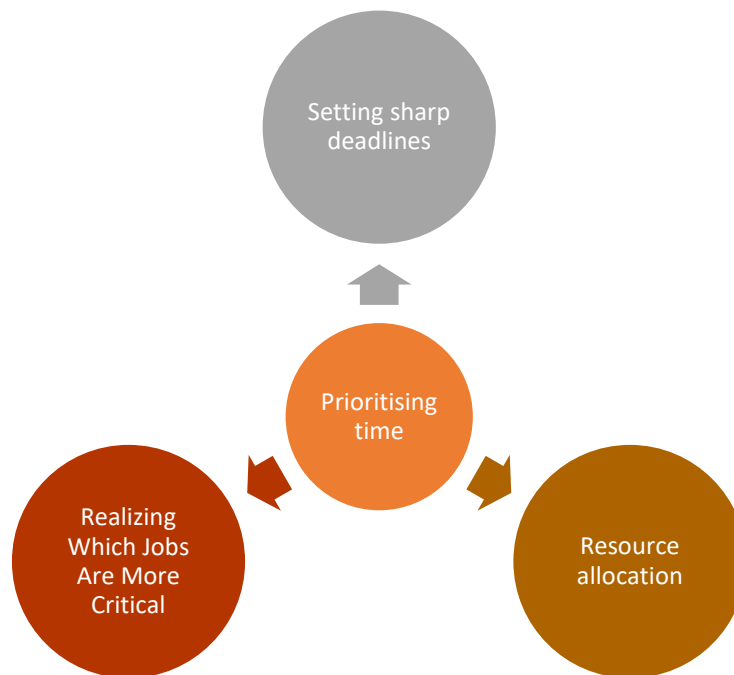 Setting sharp
deadlines
Prioritising
time
Realizing
Which Jobs
Are More
Critical
Resource
allocation